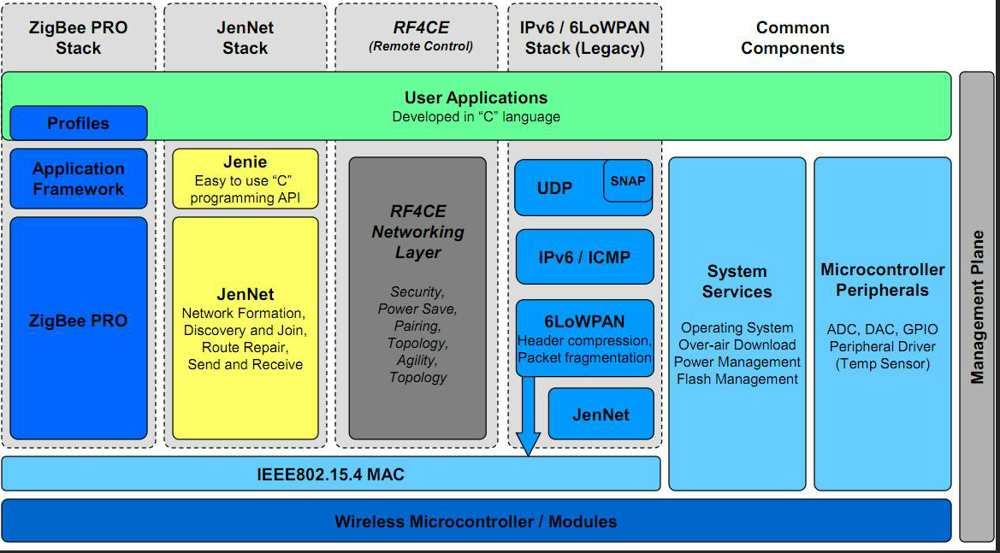 ZigBee PRO
Stack
JenNet
Stack
RF4CE
(Remote Control)
IPv6 / 6LoWPAN
Stack (Legacy)
Common
Components
User Applications
Developed in “C” language
Profiles
Application
Framework
ZigBee PRO
Jenie
Easy to use “C”
programming API
JenNet
Network Formation,
Discovery and Join,
Route Repair,
Send and Receive
RF4CE
Networking
Layer
Security,
Power Save,
Pairing,
Topology,
Agility,
Topology
UDP
SNAP
IPv6 / ICMP
6LoWPAN
Header compression,
Packet fragmentation
JenNet
System
Services
Operating System
Over-air Download
Power Management
Flash Management
Microcontroller
Peripherals
ADC, DAC, GPIO
Peripheral Driver
(Temp Sensor)
Management Plane
IEEE802.15.4 MAC
Wireless Microcontroller / Modules